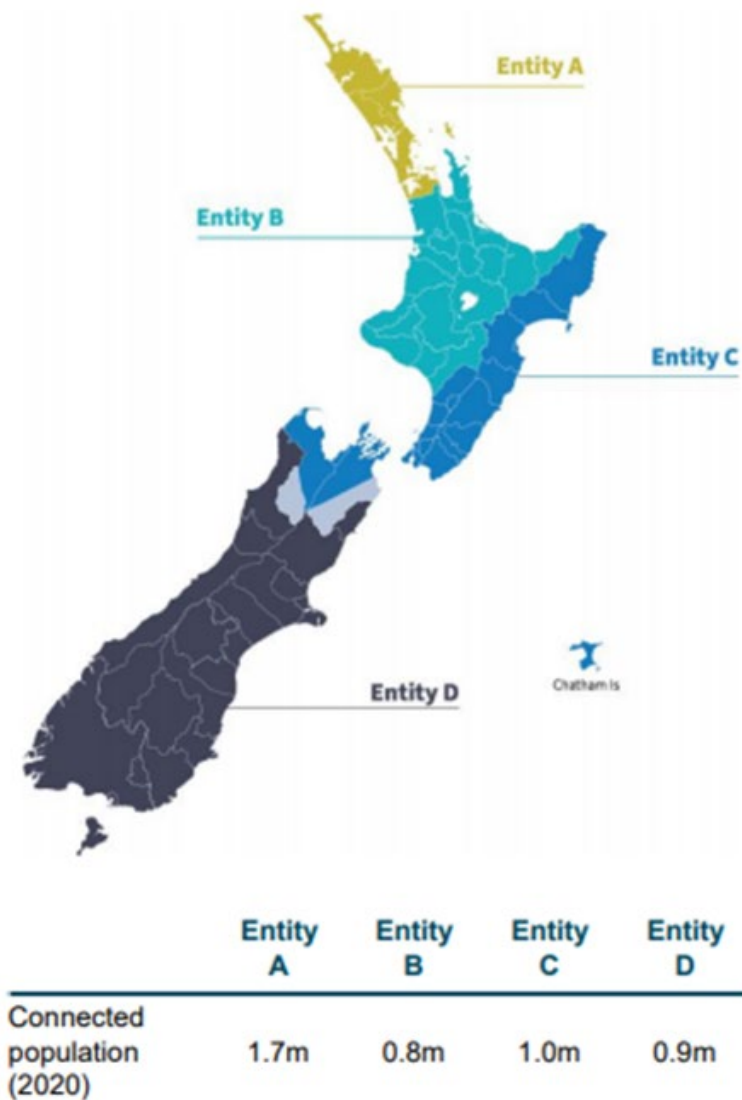 Entity A
Entity B
Entity C
Chatham Is
Entity D
Entity Entity Entity Entity
A B C D
Connected
population 1.7m 0.8m 1.0m 0.9m
(2020)